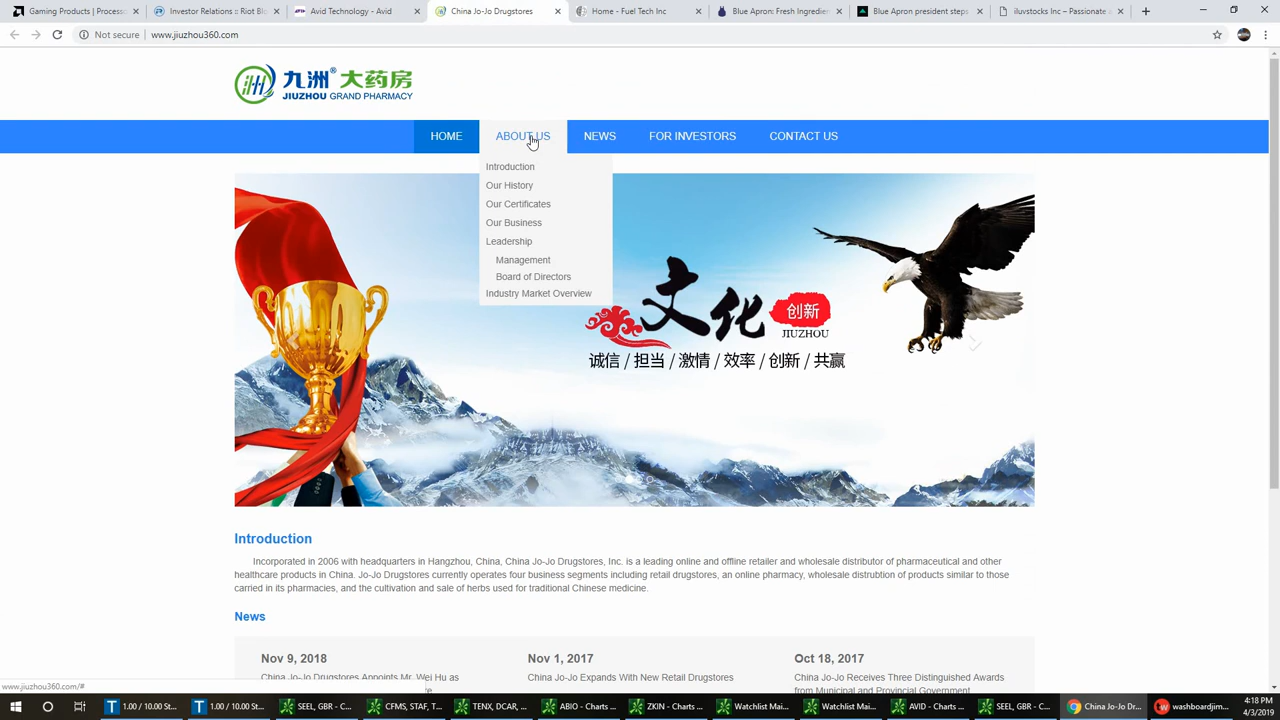 Gaming Products | Process
Investor Relations :: Riot Bl
Avid Technology - Avid
China Jo-Jo Drugstores
Home - Fuel Tech Inc
Blue Apron: Fresh Ingredien
Blue Apron president steps
iluvstocks Inc – Passionate a
Not secure
www.jiuzhou360.com
九洲® 大药房
JIUZHOU GRAND PHARMACY
HOME
ABOUT US
NEWS
FOR INVESTORS
CONTACT US
Introduction
Our History
Our Certificates
Our Business
Leadership
Management
Board of Directors
Industry Market Overview
文化
创新
JIUZHOU
诚信 / 担当 / 激情 / 效率 / 创新 / 共赢
Introduction
Incorporated in 2006 with headquarters in Hangzhou, China, China Jo-Jo Drugstores, Inc. is a leading online and offline retailer and wholesale distributor of pharmaceutical and other
healthcare products in China. Jo-Jo Drugstores currently operates four business segments including retail drugstores, an online pharmacy, wholesale distrubtion of products similar to those
carried in its pharmacies, and the cultivation and sale of herbs used for traditional Chinese medicine.
News
Nov 9, 2018
China Jo-Jo Drugstores Appoints Mr. Wei Hu as
Nov 1, 2017
China Jo-Jo Expands With New Retail Drugstores
Oct 18, 2017
China Jo-Jo Receives Three Distinguished Awards
from Municipal and Provincial Government
www.jiuzhou360.com/#
1.00 / 10.00 St...
1.00 / 10.00 St...
SEEL, GBR - C...
CFMS, STAF, T...
TENX, DCAR, ...
ABIO - Charts ...
ZKIN - Charts ...
Watchlist Mai...
Watchlist Mai...
AVID - Charts ...
SEEL, GBR - C...
China Jo-Jo Dr...
washboardjim...
4:18 PM
4/3/2019